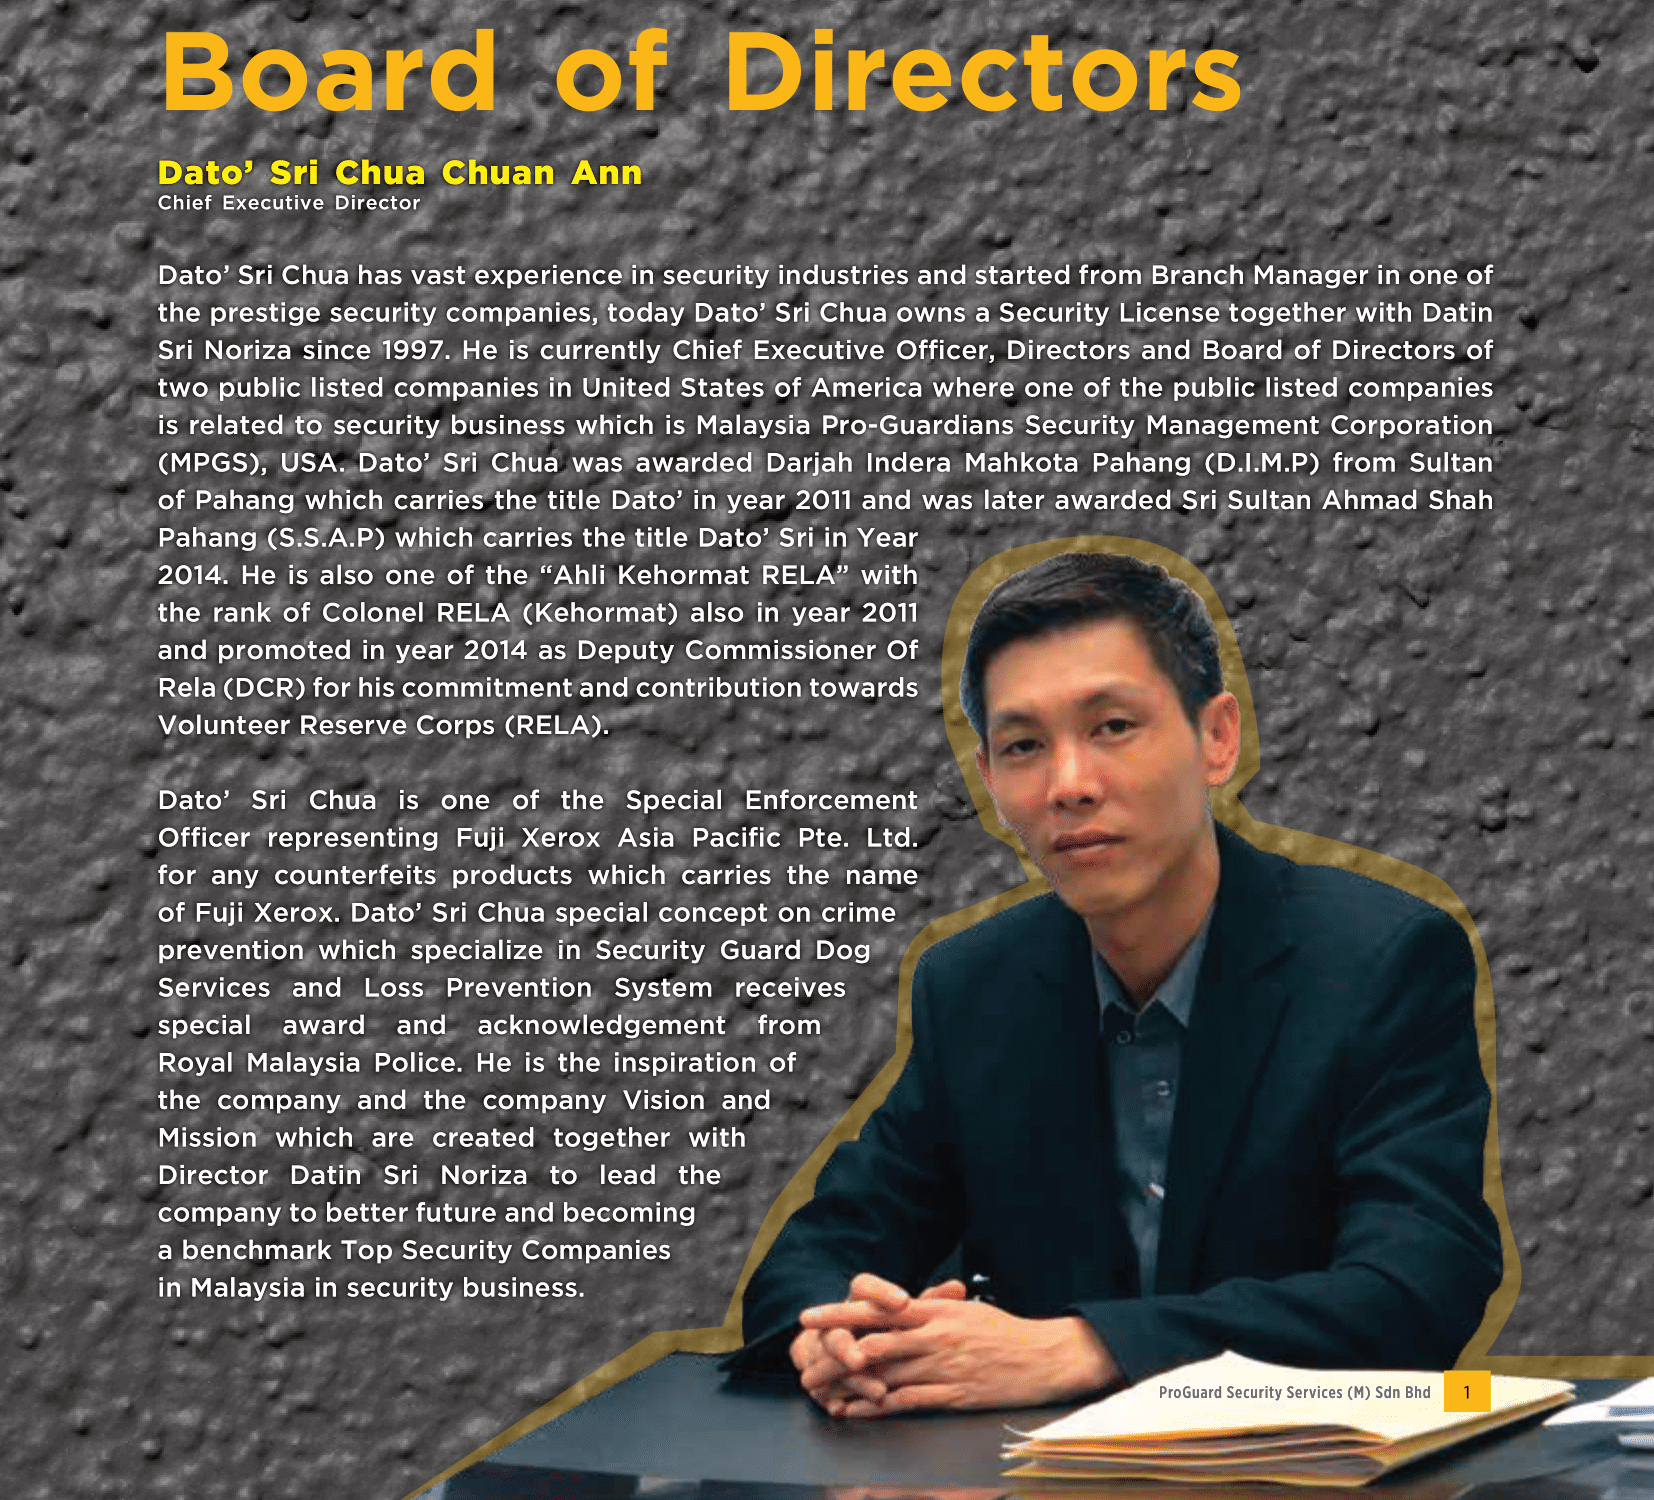 Board of Directors
Dato’ Sri Chua Chuan Ann
Chief Executive Director
Dato’ Sri Chua has vast experience in security industries and started from Branch Manager in one of
the prestige security companies, today Dato’ Sri Chua owns a Security License together with Datin
Sri Noriza since 1997. He is currently Chief Executive Officer, Directors and Board of Directors of
two public listed companies in United States of America where one of the public listed companies
is related to security business which is Malaysia Pro-Guardians Security Management Corporation
(MPGS), USA. Dato’ Sri Chua was awarded Darjah Indera Mahkota Pahang (D.I.M.P) from Sultan
of Pahang which carries the title Dato’ in year 2011 and was later awarded Sri Sultan Ahmad Shah
Pahang (S.S.A.P) which carries the title Dato’ Sri in Year
2014. He is also one of the “Ahli Kehormat RELA” with
the rank of Colonel RELA (Kehormat) also in year 2011
and promoted in year 2014 as Deputy Commissioner Of
Rela (DCR) for his commitment and contribution towards
Volunteer Reserve Corps (RELA).
Dato’ Sri Chua is one of the Special Enforcement
Officer representing Fuji Xerox Asia Pacific Pte. Ltd.
for any counterfeits products which carries the name
of Fuji Xerox. Dato’ Sri Chua special concept on crime
prevention which specialize in Security Guard Dog
Services and Loss Prevention System receives
special award and acknowledgement from
Royal Malaysia Police. He is the inspiration of
the company and the company Vision and
Mission which are created together with
Director Datin Sri Noriza to lead the
company to better future and becoming
a benchmark Top Security Companies
in Malaysia in security business.
ProGuard Security Services (M) Sdn Bhd 1